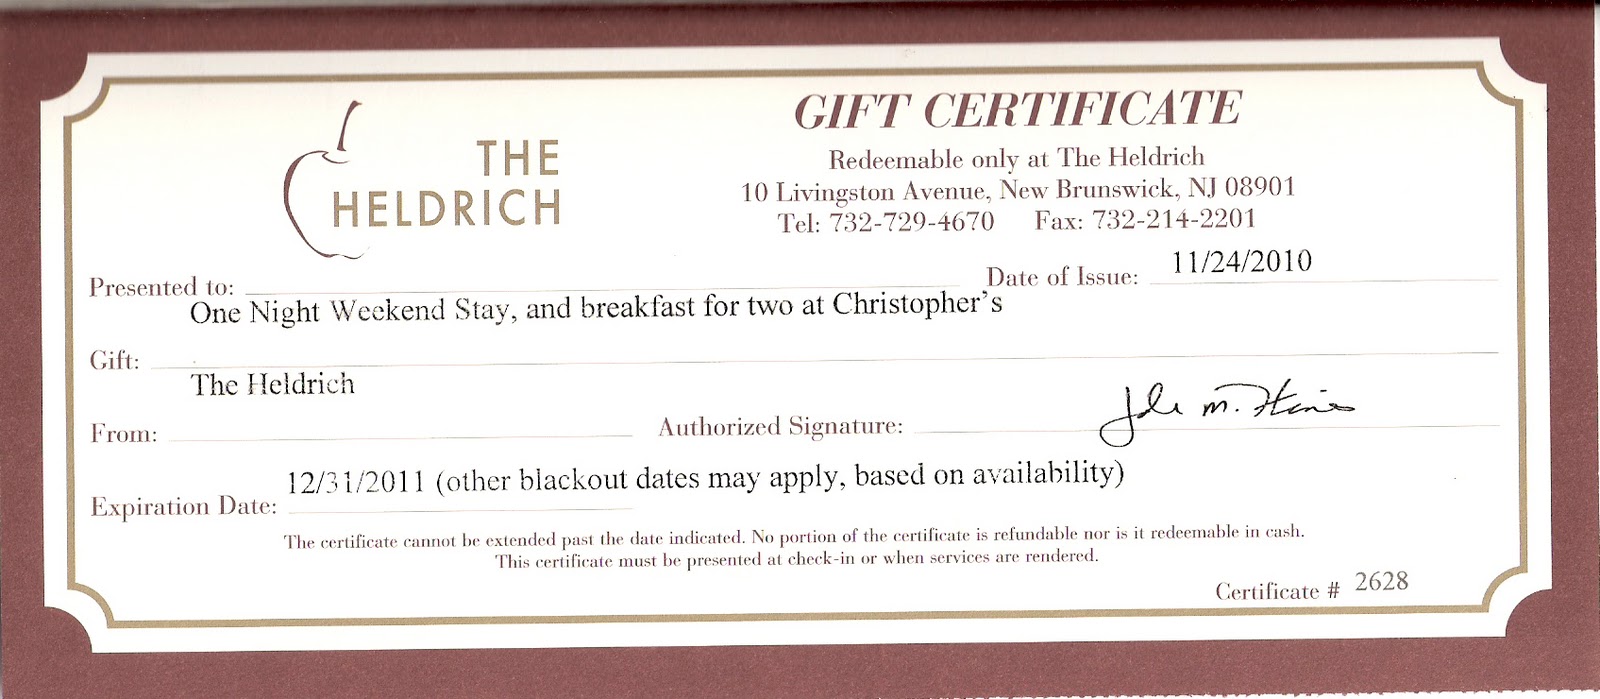 THE
HELDRICH
GIFT CERTIFICATE
Redeemable only at The Heldrich
10 Livingston Avenue, New Brunswick, NJ 08901
Tel: 732-729-4670 Fax: 732-214-2201
Presented to:
Date of Issue: 11/24/2010
One Night Weekend Stay, and breakfast for two at Christopher's
Gift:
The Heldrich
From:
Authorized Signature:
12/31/2011 (other blackout dates may apply, based on availability)
Expiration Date:
The certificate cannot be extended past the date indicated. No portion of the certificate is refundable nor is it redeemable in cash.
This certificate must be presented at check-in or when services are rendered.
Certificate # 2628